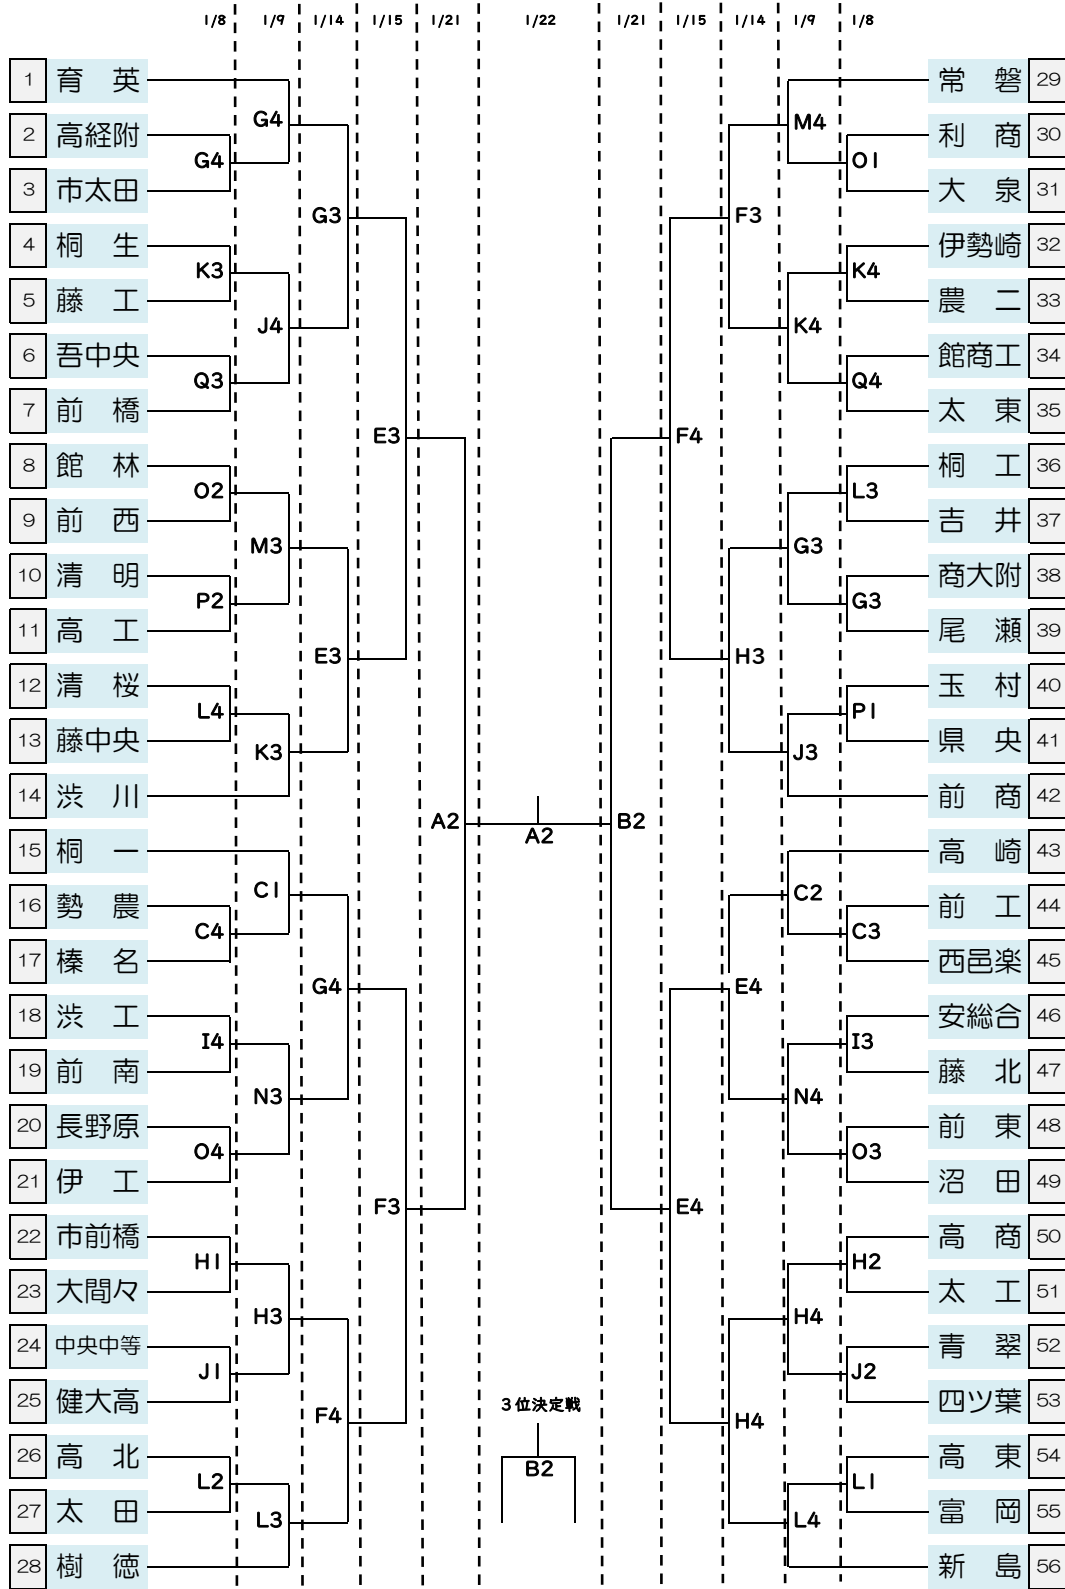 1/8 1/9 1/14 1/15 1/21 1/22 1/21 1/15 1/14 1/9 1/8
1 育 英 常 磐 29
G4 M4
2 高経附 利 商 30
G4 O1
3 市太田 大 泉 31
G3 F3
4 桐 生 伊勢崎 32
K3 K4
5 藤 工 農 二 33
J4 K4
6 吾中央 館商工 34
Q3 Q4
7 前 橋 太 東 35
E3 F4
8 館 林 桐 工 36
O2 L3
9 前 西 吉 井 37
M3 G3
10 清 明 商大附 38
P2 G3
11 高 工 尾 瀬 39
E3 H3
12 清 桜 玉 村 40
L4 P1
13 藤中央 県 央 41
K3 J3
14 渋 川 前 商 42
A2 A2 B2
15 桐 一 高 崎 43
C1 C2
16 勢 農 前 工 44
C4 C3
17 榛 名 西邑楽 45
G4 E4
18 渋 工 安総合 46
I4 I3
19 前 南 藤 北 47
N3 N4
20 長野原 前 東 48
O4 O3
21 伊 工 沼 田 49
F3 E4
22 市前橋 高 商 50
H1 H2
23 大間々 太 工 51
H3 H4
24 中央中等 青 翠 52
J1 J2
25 健大高 四ツ葉 53
3位決定戦
F4 H4
26 高 北 高 東 54
B2
L2 L1
27 太 田 富 岡 55
L3 L4
28 樹 徳 新 島 56